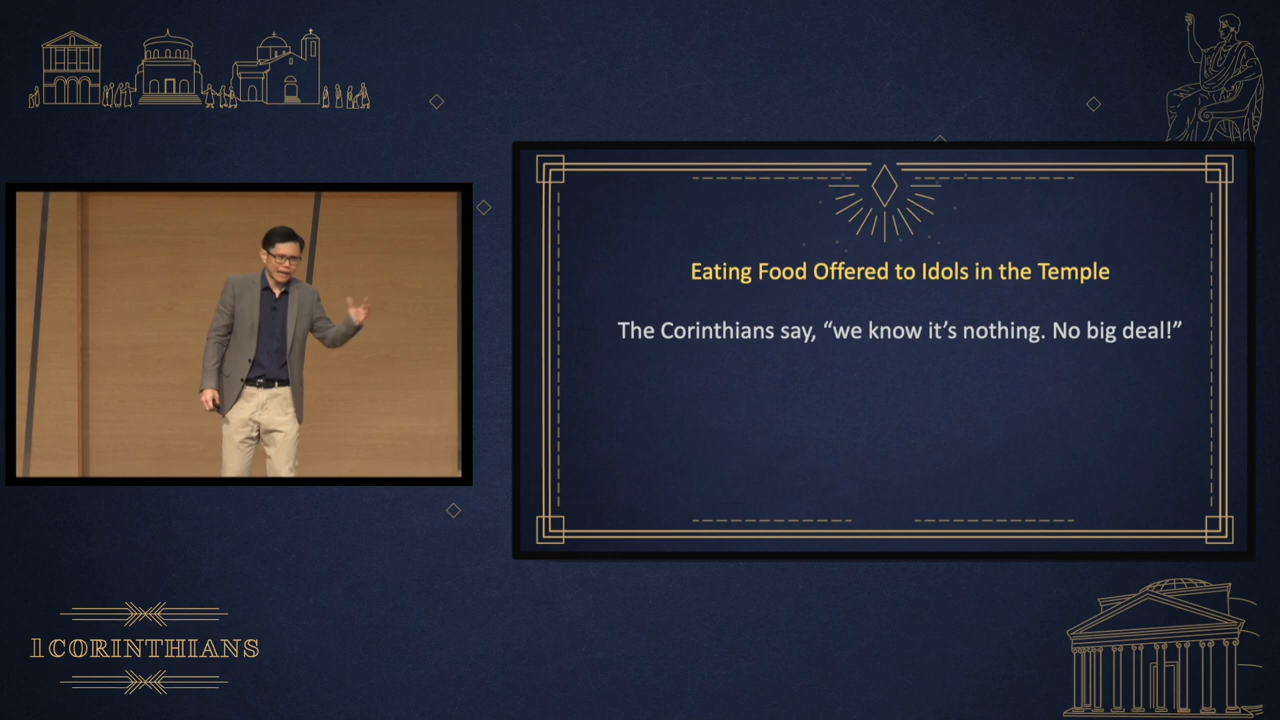 Eating Food Offered to Idols in the Temple
The Corinthians say, “we know it’s nothing. No big deal!”
1CORINTHIANS